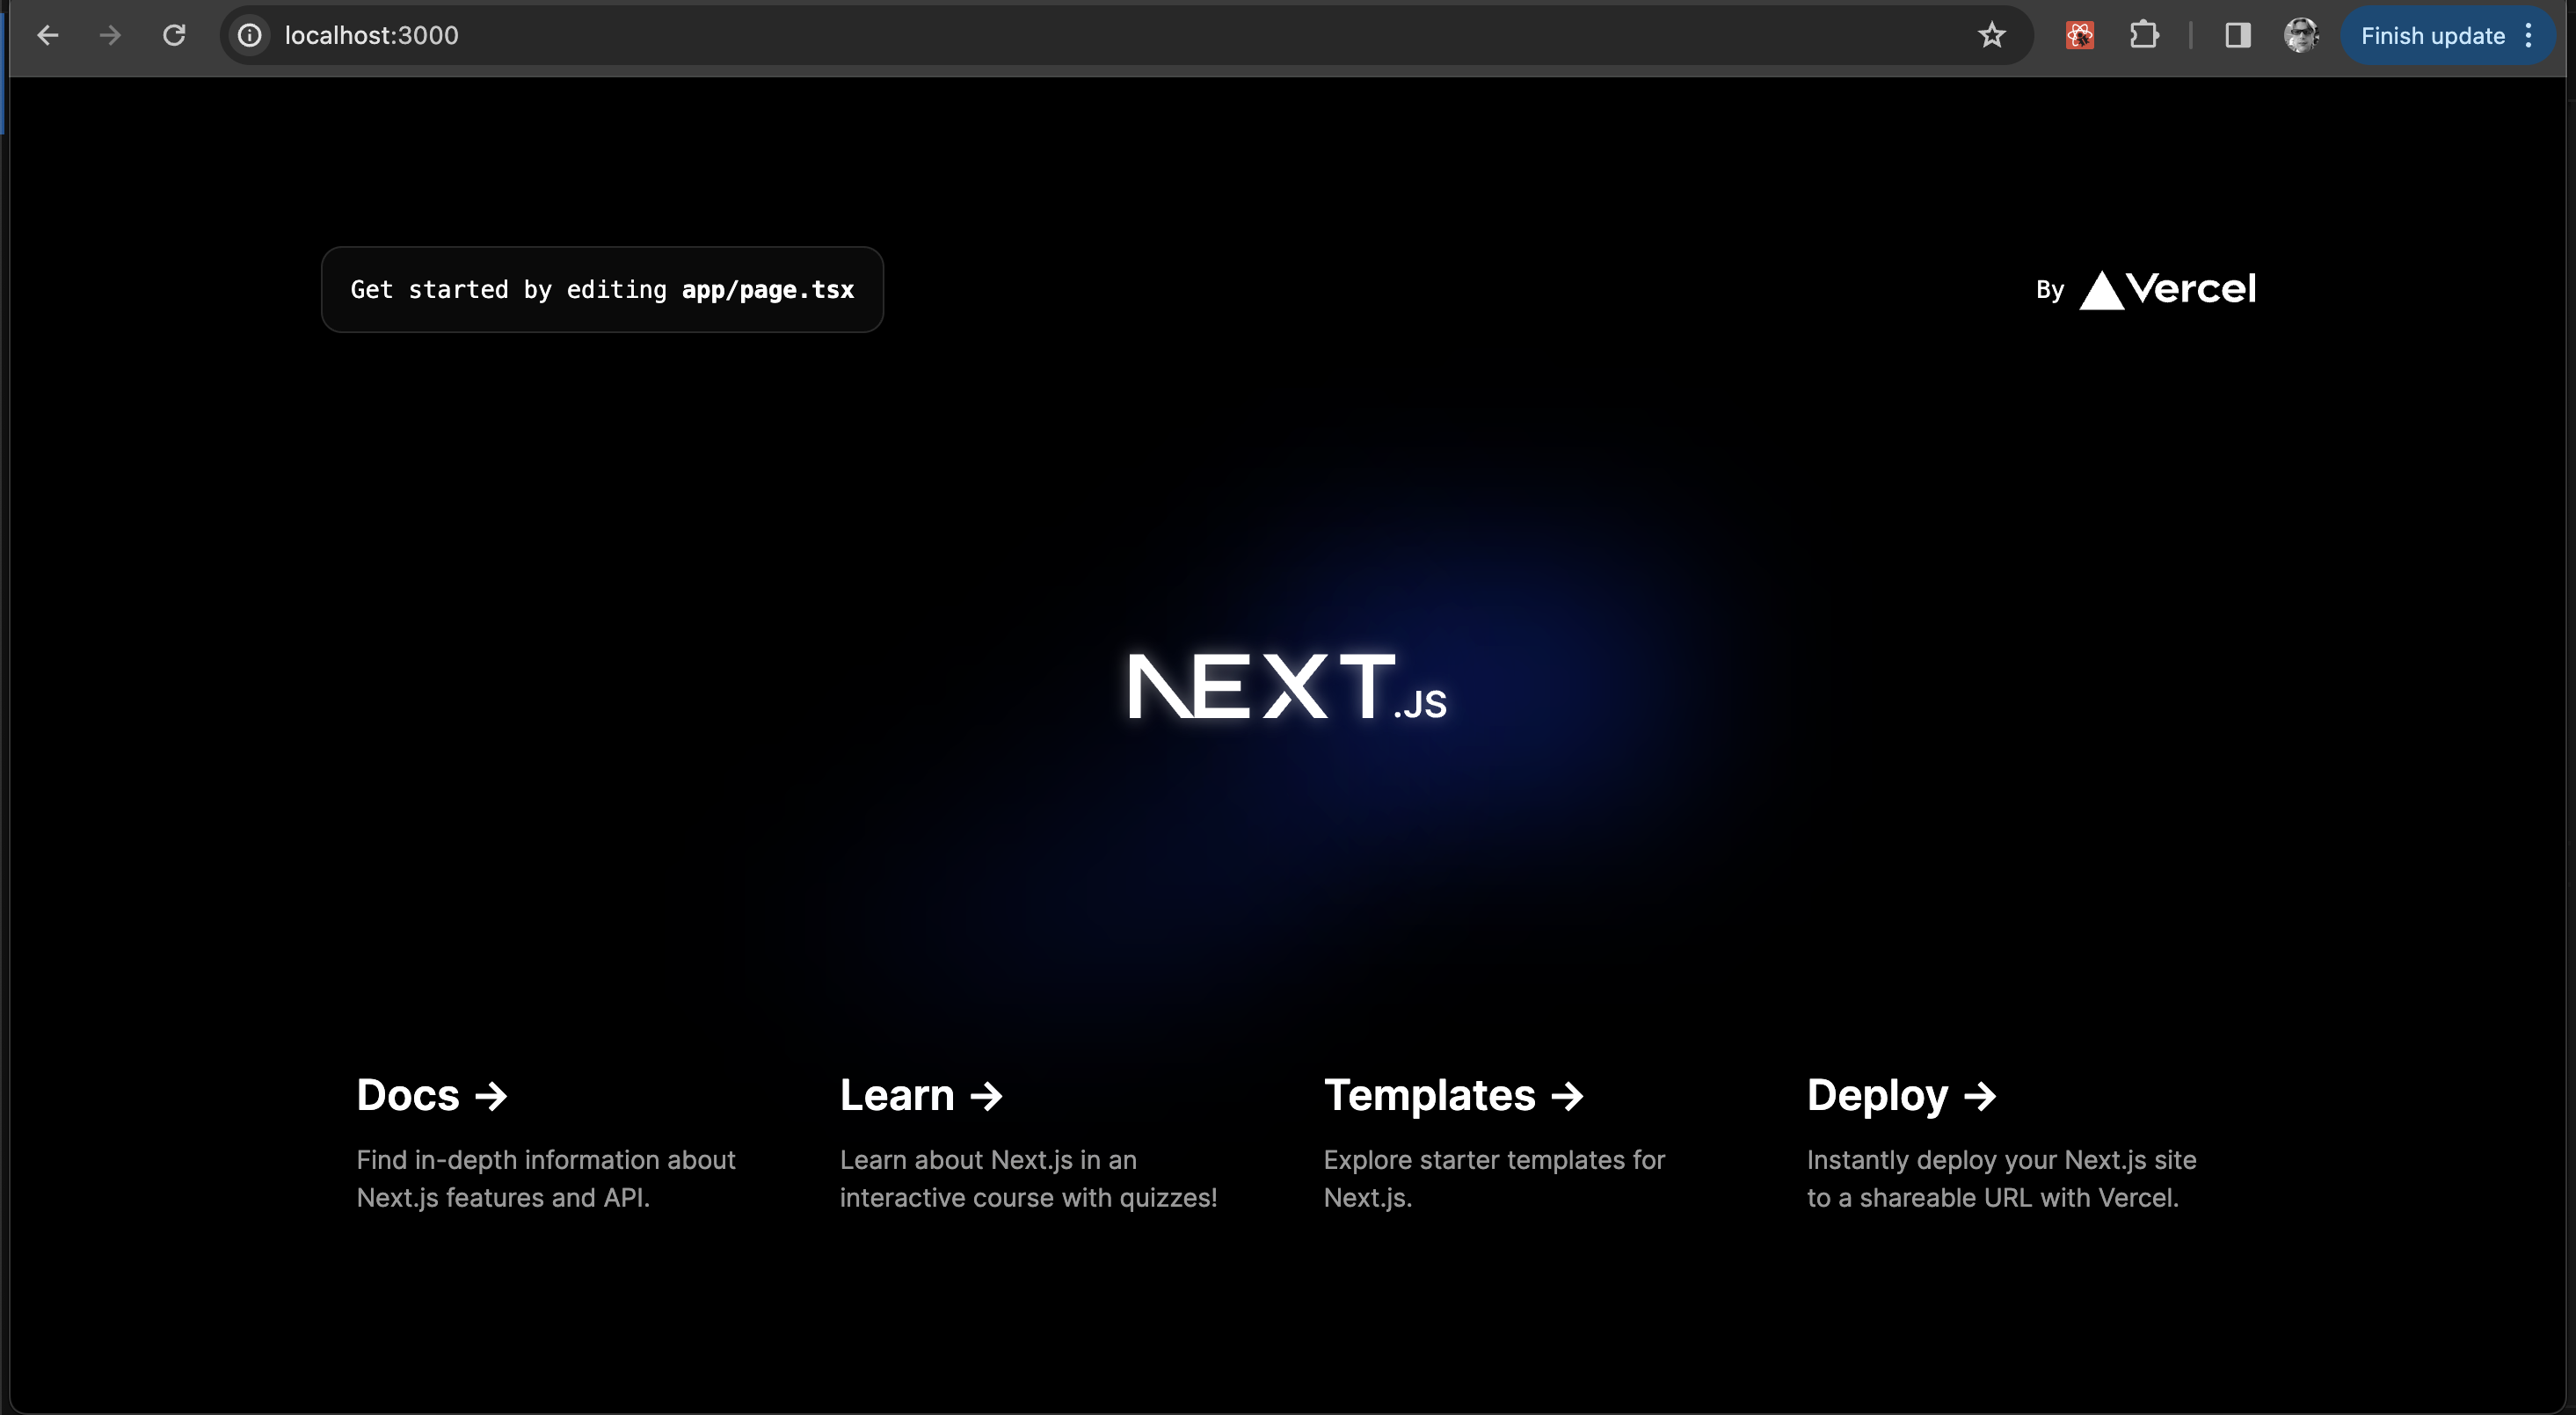 localhost:3000
Finish update
Get started by editing app/page.tsx
By Vercel
NEXT.JS
Docs ->
Find in-depth information about
Next.js features and API.
Learn ->
Learn about Next.js in an
interactive course with quizzes!
Templates ->
Explore starter templates for
Next.js.
Deploy ->
Instantly deploy your Next.js site
to a shareable URL with Vercel.